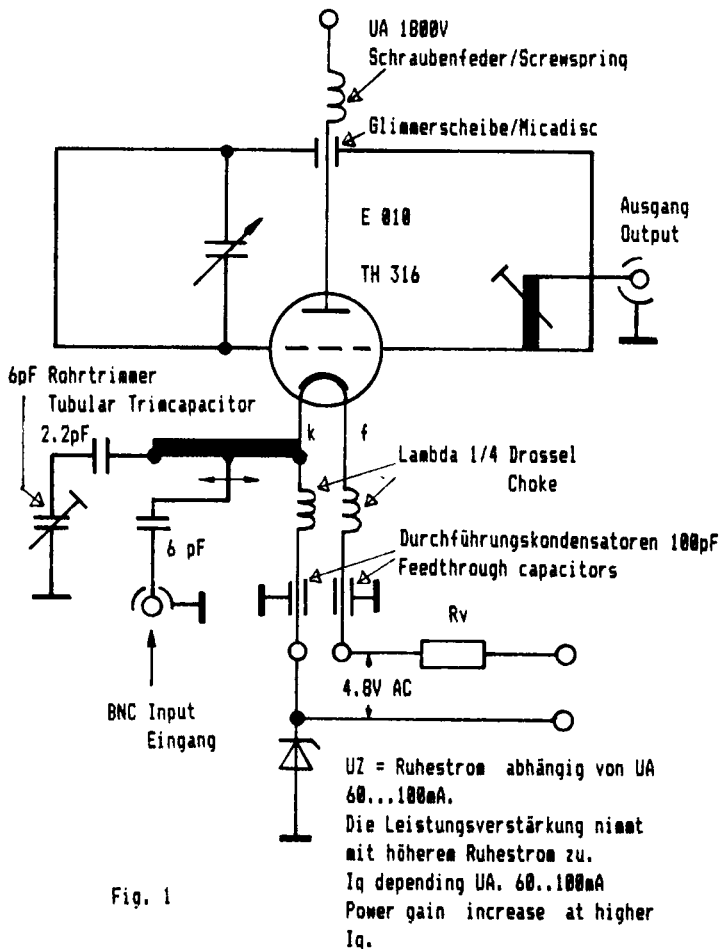 UA 1800V
Schraubenfeder/Screwspring
Glimmerscheibe/Micadisc
E 010
TH 316
Ausgang
Output
6pF Rohrtrimmer
Tubular Trimcapacitor
2.2pF
k
f
Lambda 1/4 Drossel
Choke
6 pF
Durchführungskondensatoren 100pF
Feedthrough capacitors
Rv
4.8V AC
BNC Input
Eingang
UZ = Ruhestrom abhängig von UA
60...100mA.
Die Leistungsverstärkung nimmt
mit höherem Ruhestrom zu.
Iq depending UA. 60..100mA
Power gain increase at higher
Iq.
Fig. 1